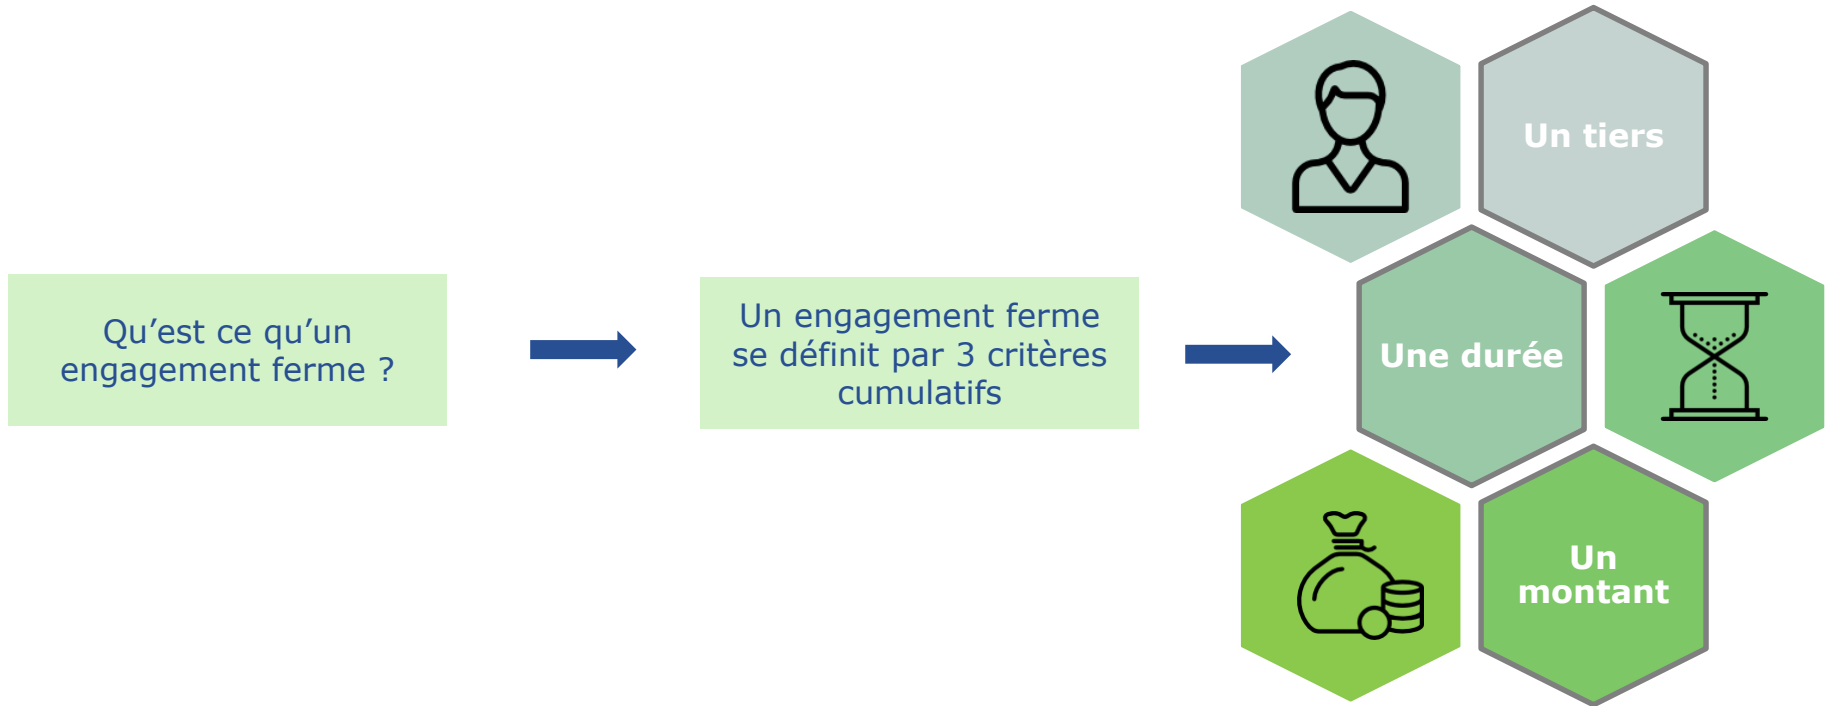 Qu’est ce qu’un
engagement ferme ?
Un engagement ferme
se définit par 3 critères
cumulatifs
Un tiers
Une durée
Un
montant